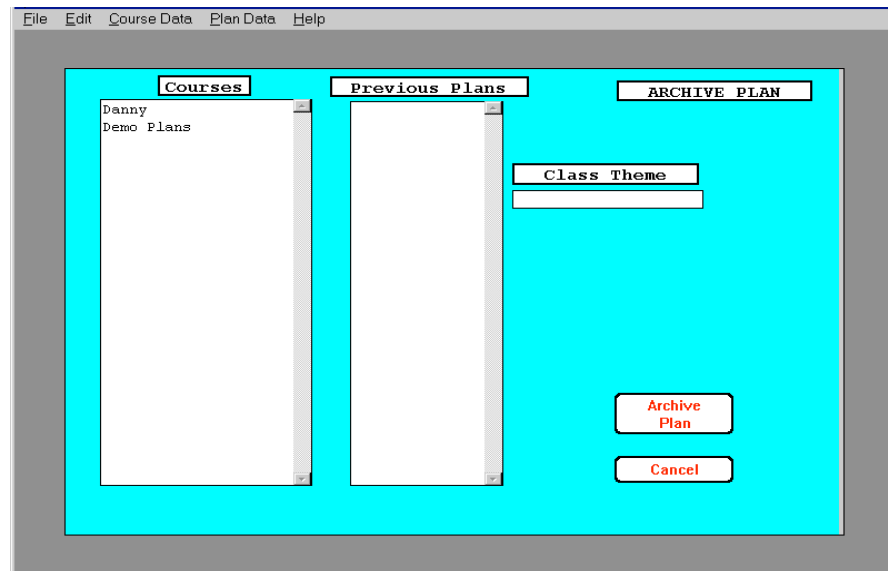 File Edit Course Data Plan Data Help
Courses
Previous Plans
ARCHIVE PLAN
Danny
Demo Plans
Class Theme
Archive
Plan
Cancel